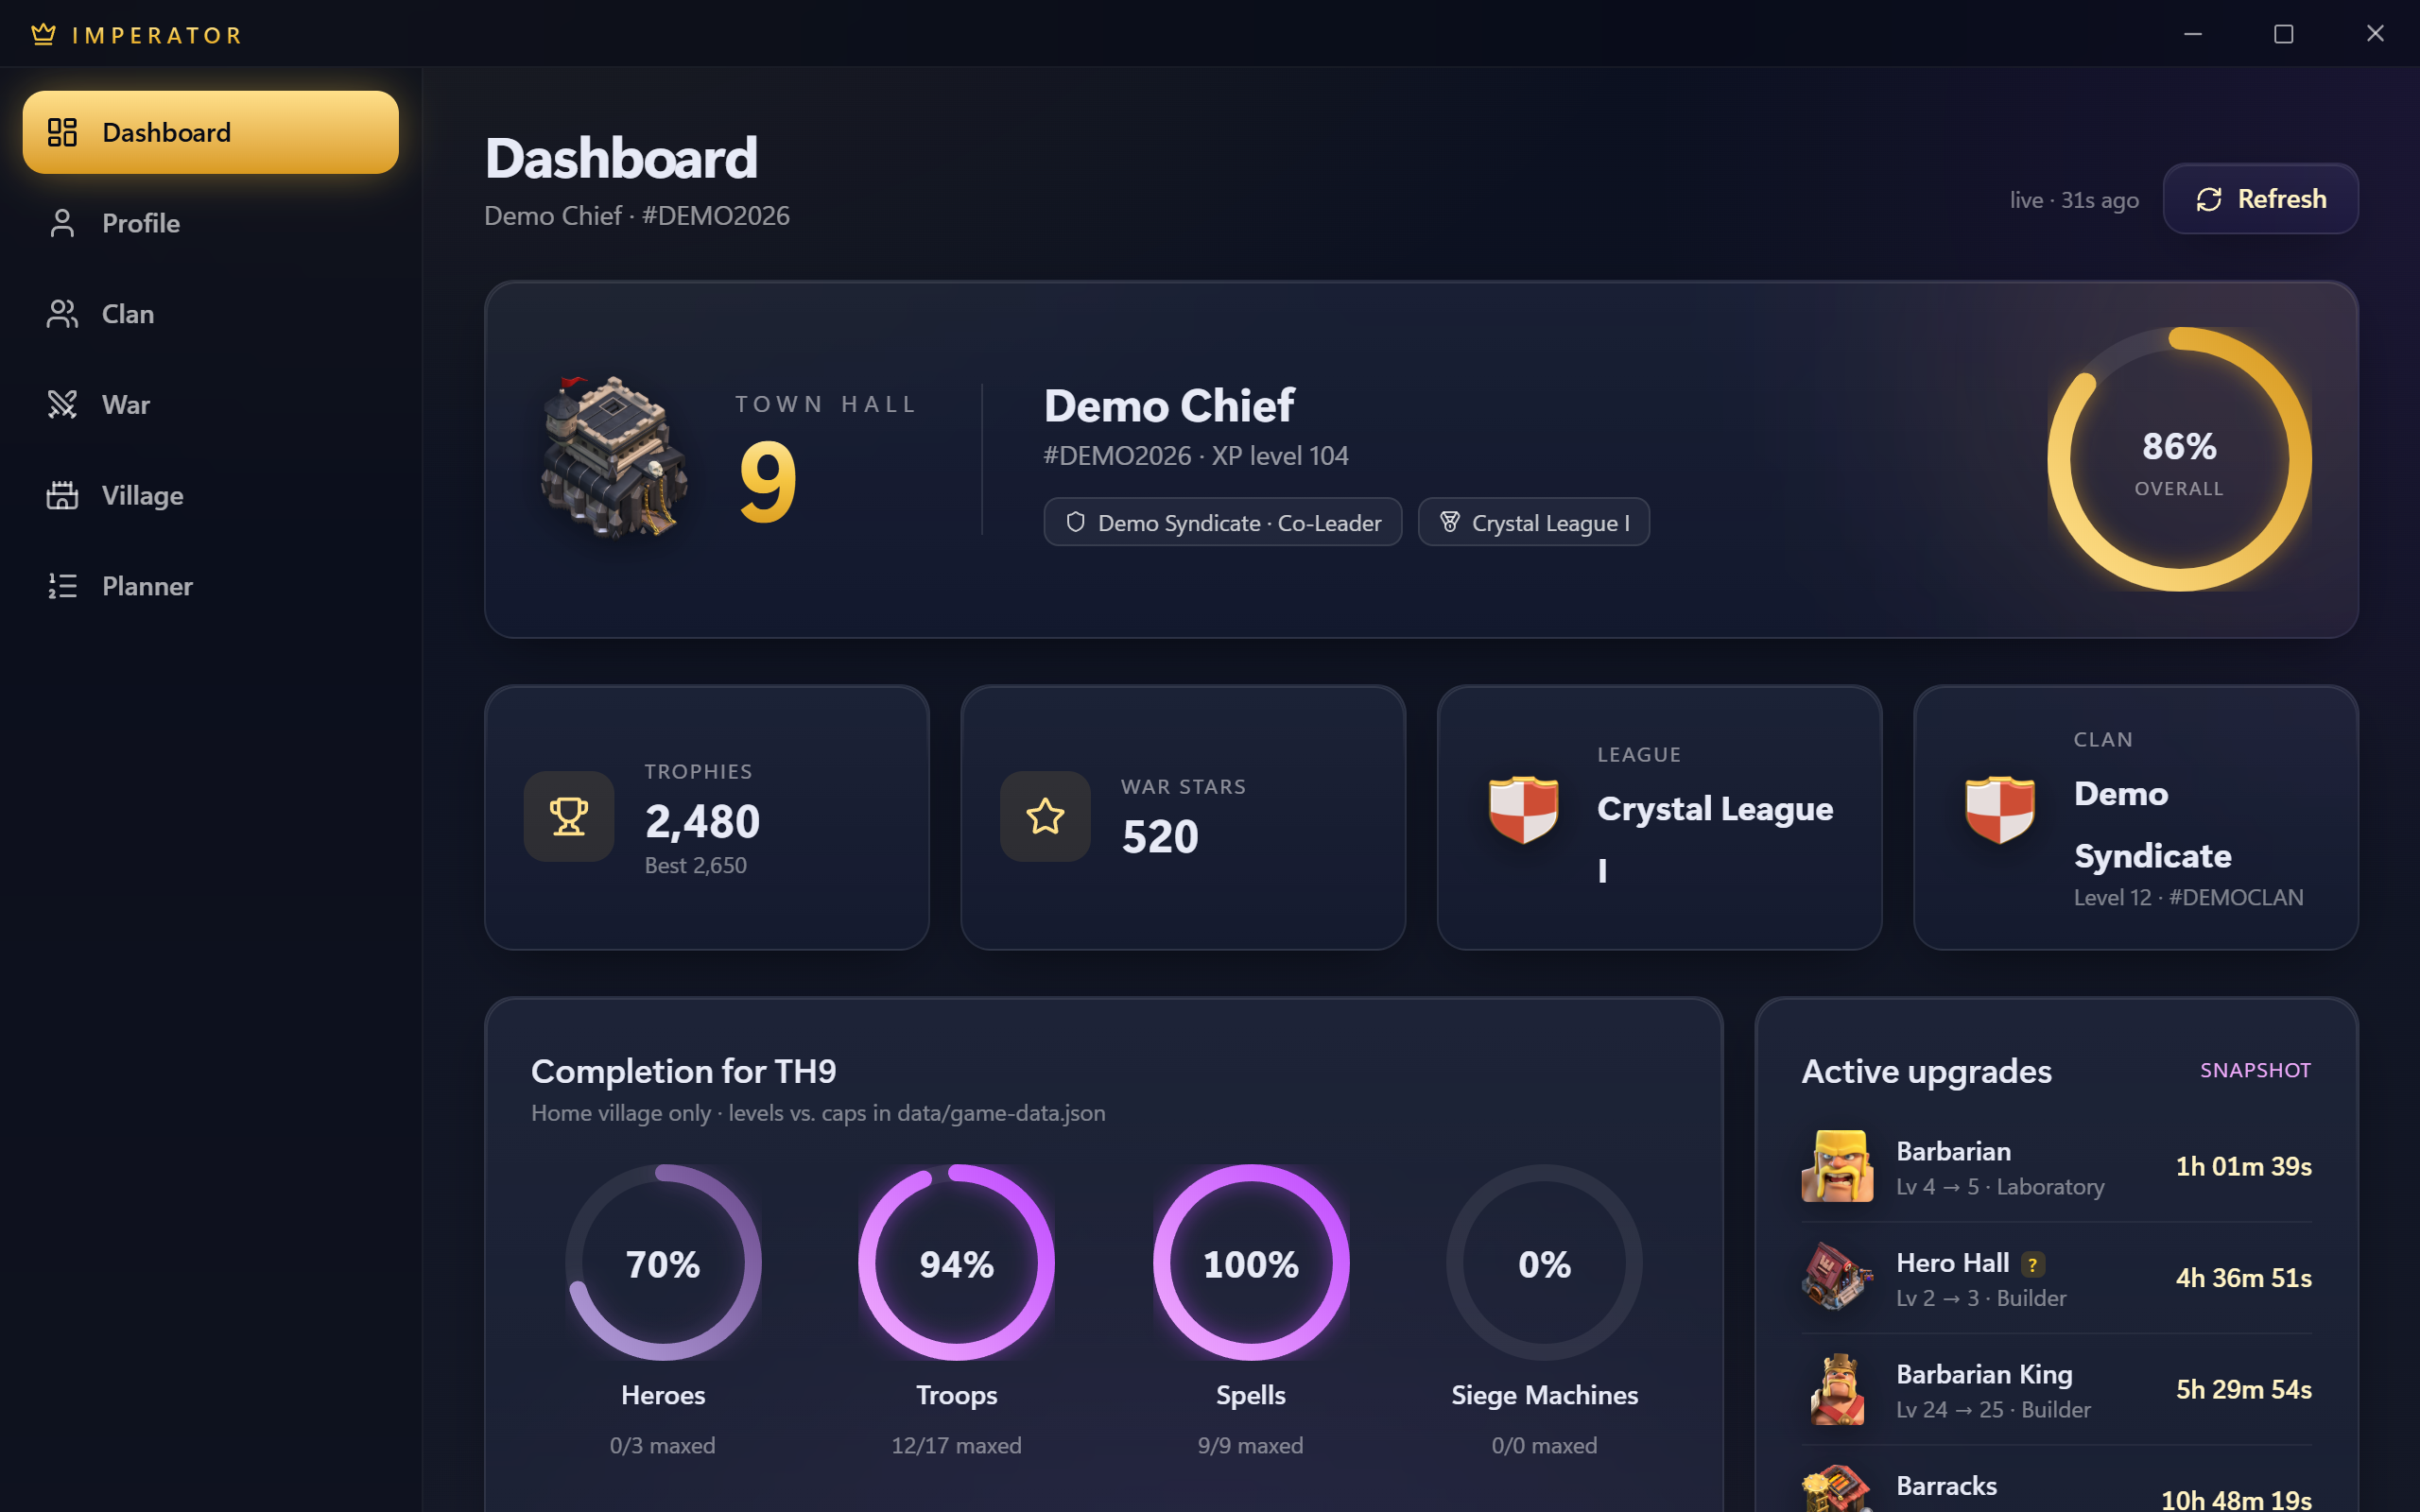 IMPERATOR
Dashboard
Profile
Clan
War
Village
Planner
Dashboard
Demo Chief · #DEMO2026
live · 31s ago
Refresh
TOWN HALL
9
Demo Chief
#DEMO2026 · XP level 104
Demo Syndicate · Co-Leader
Crystal League I
86%
OVERALL
TROPHIES
2,480
Best 2,650
WAR STARS
520
LEAGUE
Crystal League
I
CLAN
Demo
Syndicate
Level 12 · #DEMOCLAN
Completion for TH9
Home village only · levels vs. caps in data/game-data.json
70%
Heroes
0/3 maxed
94%
Troops
12/17 maxed
100%
Spells
9/9 maxed
0%
Siege Machines
0/0 maxed
Active upgrades
SNAPSHOT
Barbarian
Lv 4 → 5 · Laboratory
1h 01m 39s
Hero Hall ?
Lv 2 → 3 · Builder
4h 36m 51s
Barbarian King
Lv 24 → 25 · Builder
5h 29m 54s
Barracks
10h 48m 19s